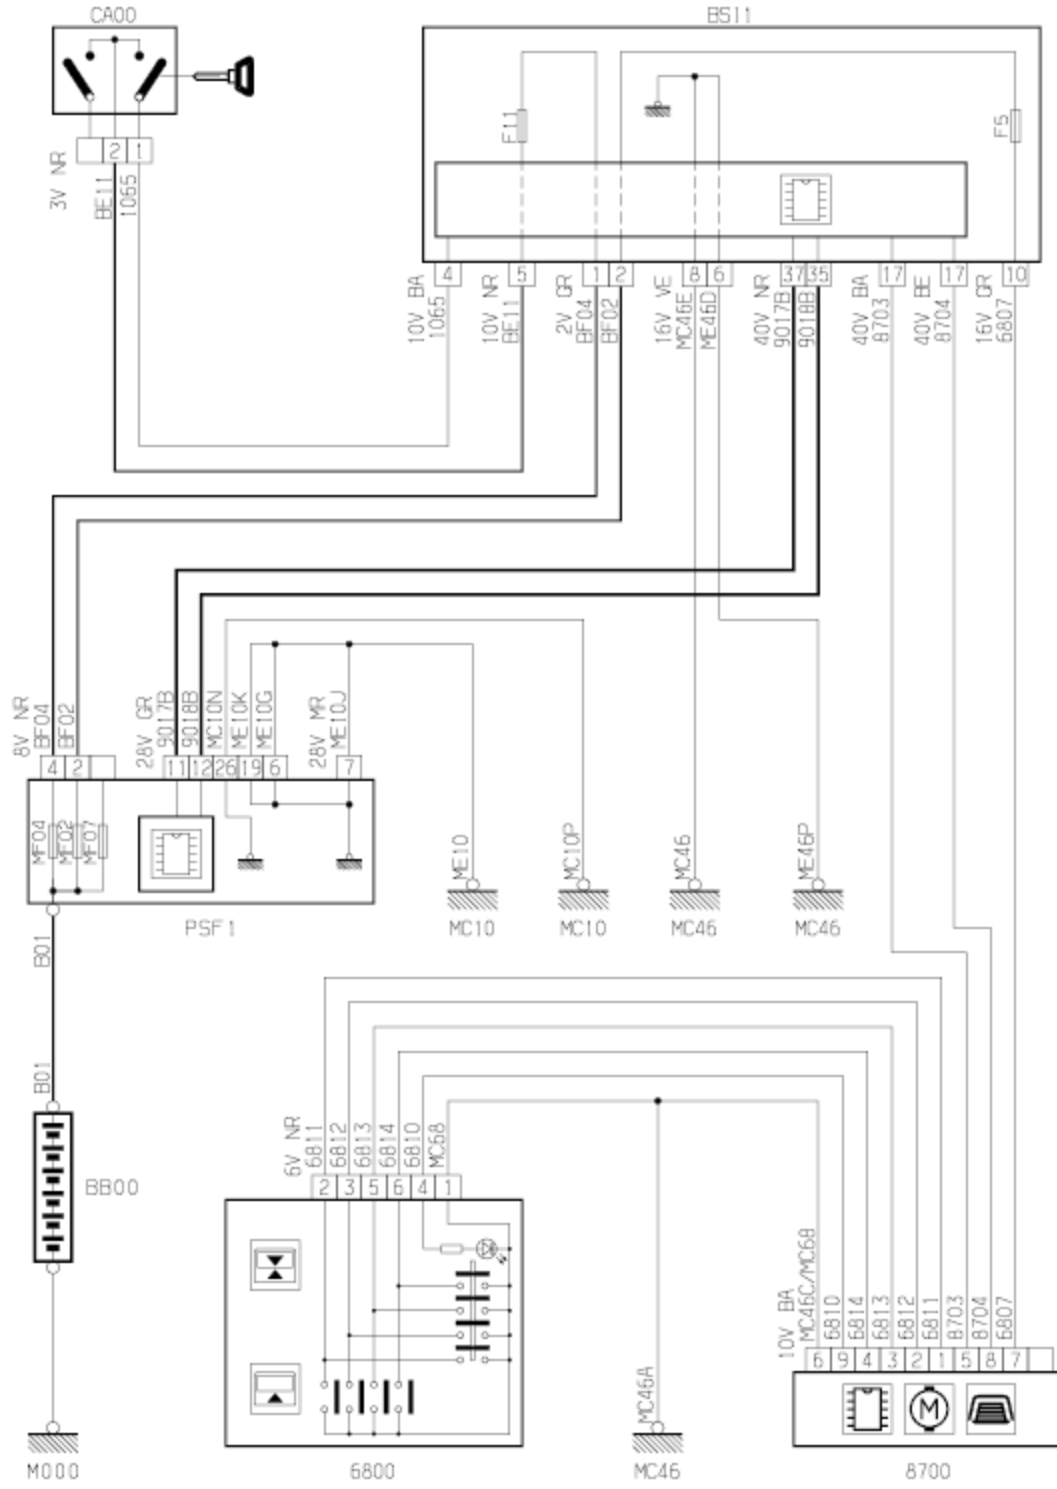 CA00
BSI1
F11
F5
2 1
3V NR
BE11
1065
4 5 1 2 8 6 37 35 17 17 10
10V BA
1065
10V NR
BE11
2V GR
BF04
BF02
16V VE
MC46E
ME46D
40V NR
9017B
9018B
40V BA
8703
40V BE
8704
16V GR
6807
8V NR
BF04
BF02
28V GR
9017B
9018B
MC10N
ME10K
ME10G
28V MR
ME10J
4 2 11 12 26 19 6 7
MF04
MF02
MF07
PSF1
ME10
MC10P
MC46
ME46P
MC10
MC10
MC46
MC46
B01
B01
BB00
M000
6V NR
6811
6812
6813
6814
6810
MC68
2 3 5 6 4 1
6800
MC46A
MC46
10V BA
MC46C/MC68
6810
6814
6813
6812
6811
8703
8704
6807
6 9 4 3 2 1 5 8 7
M
8700